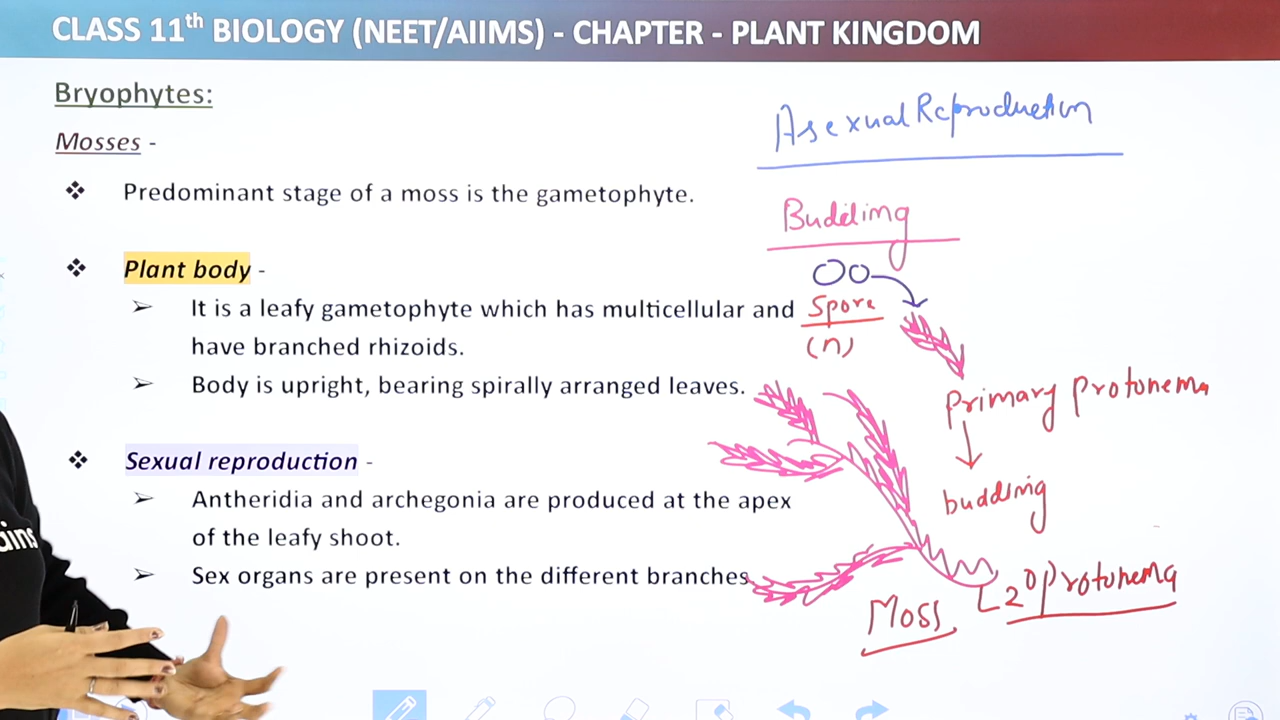 CLASS 11th BIOLOGY (NEET/AIIMS) - CHAPTER - PLANT KINGDOM
Bryophytes:
Mosses -
❖ Predominant stage of a moss is the gametophyte.
❖ Plant body -
➢ It is a leafy gametophyte which has multicellular and
have branched rhizoids.
➢ Body is upright, bearing spirally arranged leaves.
❖ Sexual reproduction -
➢ Antheridia and archegonia are produced at the apex
of the leafy shoot.
➢ Sex organs are present on the different branches
Asexual Reproduction
Budding
Spore
(n)
Primary protonema
budding
2° protonema
Moss